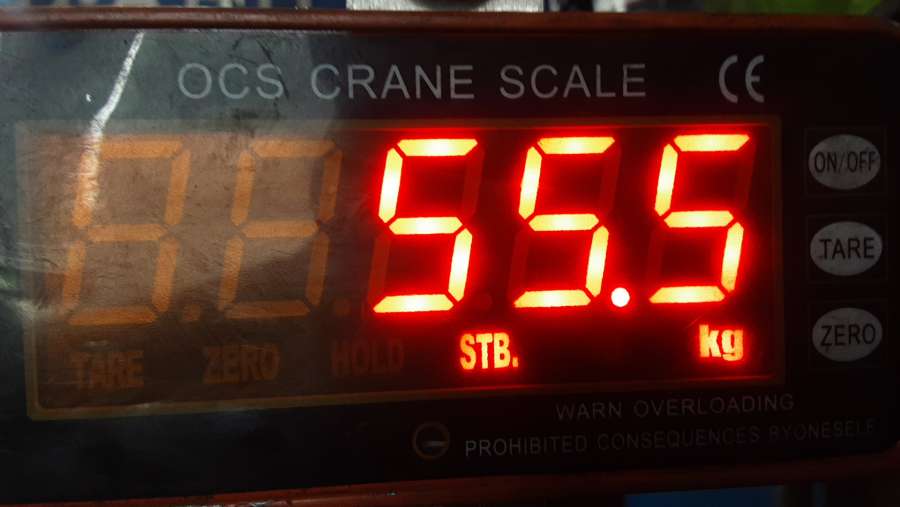 OCS CRANE SCALE CE
55.5
ON/OFF
TARE
ZERO
TARE ZERO HOLD STB. kg
WARN OVERLOADING
PROHIBITED CONSEQUENCES BYONESELF